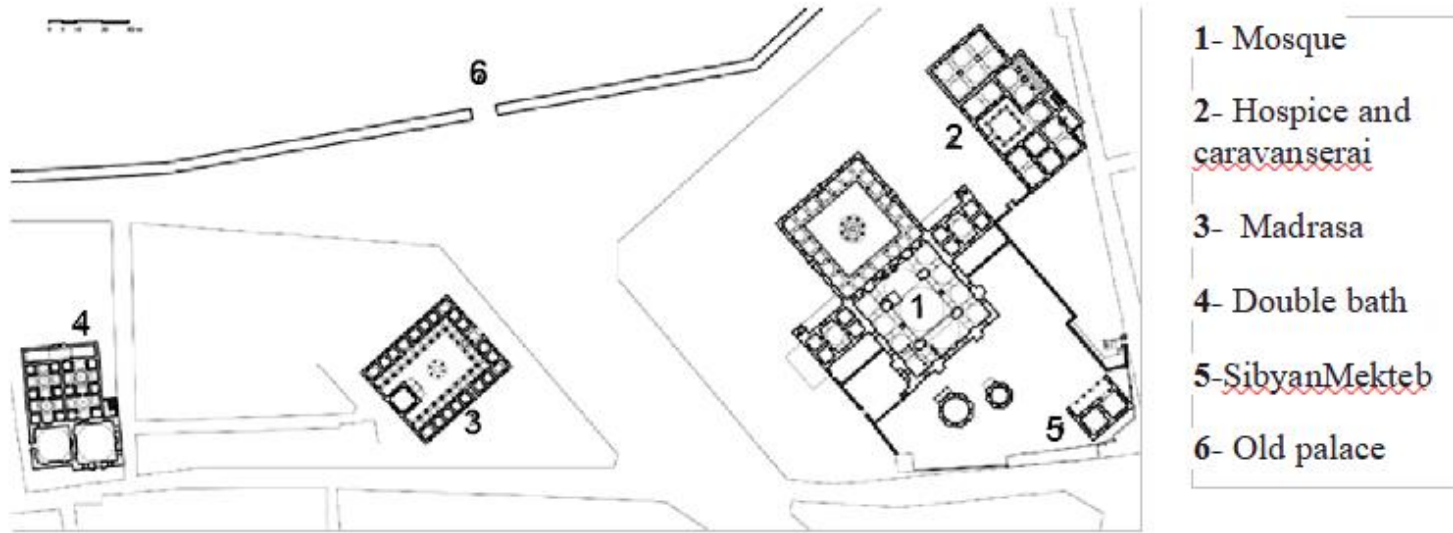 6
2
1
4
3
5
1- Mosque
2- Hospice and
caravanserai
3- Madrasa
4- Double bath
5-SibyanMekteb
6- Old palace